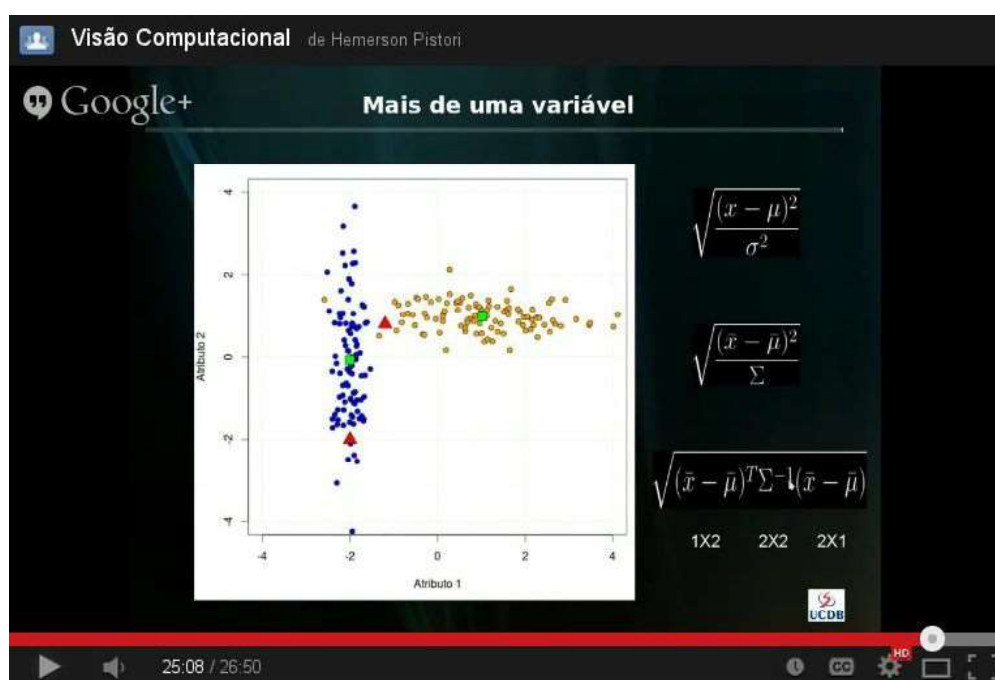 Visão Computacional de Hemerson Pistori
Google+
Mais de uma variável
√((x − μ)² / σ²)
√((x̄ − μ̄)² / Σ)
√((x̄ − μ̄)ᵀΣ⁻¹(x̄ − μ̄))
1X2 2X2 2X1
Atributo 2
4
2
0
-2
-4
-4 -2 0 2 4
Atributo 1
UCDB
25:08 / 26:50
CC
HD